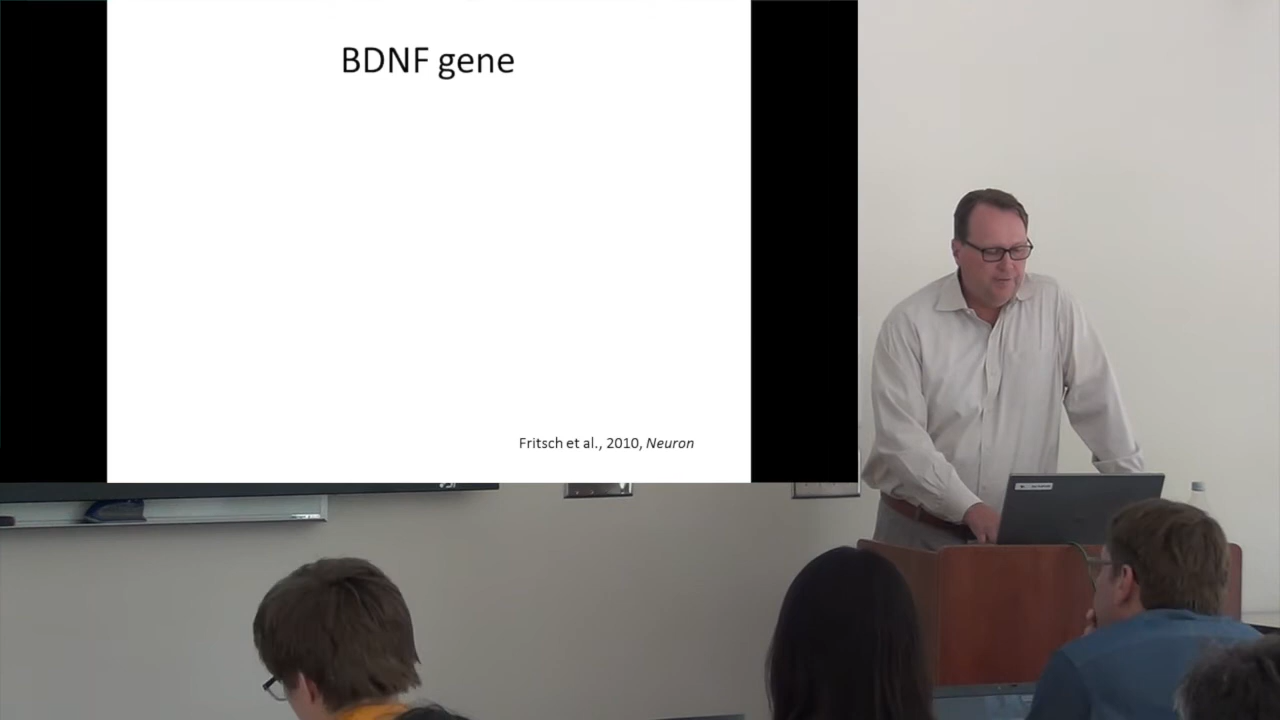 BDNF gene
Fritsch et al., 2010, Neuron